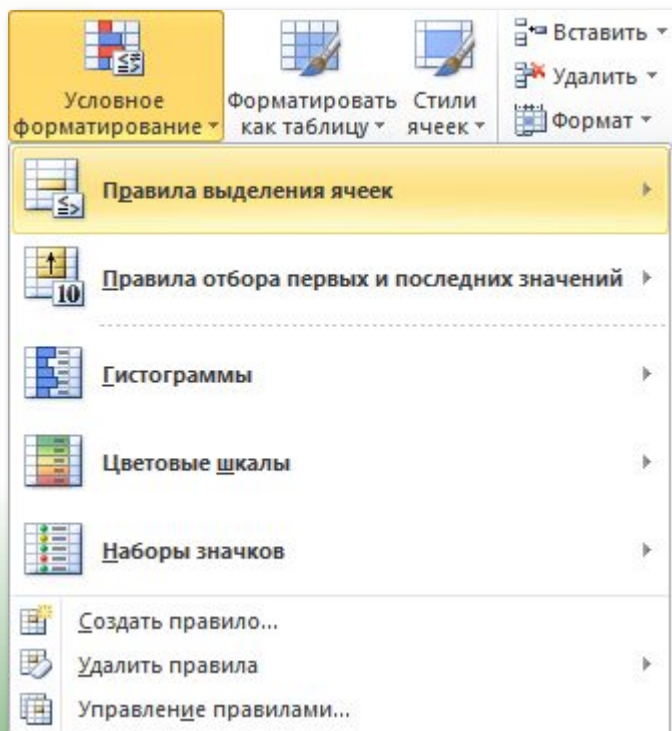 Условное
форматирование
Форматировать
как таблицу
Стили
ячеек
Вставить
Удалить
Формат
Правила выделения ячеек
10
Правила отбора первых и последних значений
Гистограммы
Цветовые шкалы
Наборы значков
Создать правило...
Удалить правила
Управление правилами...